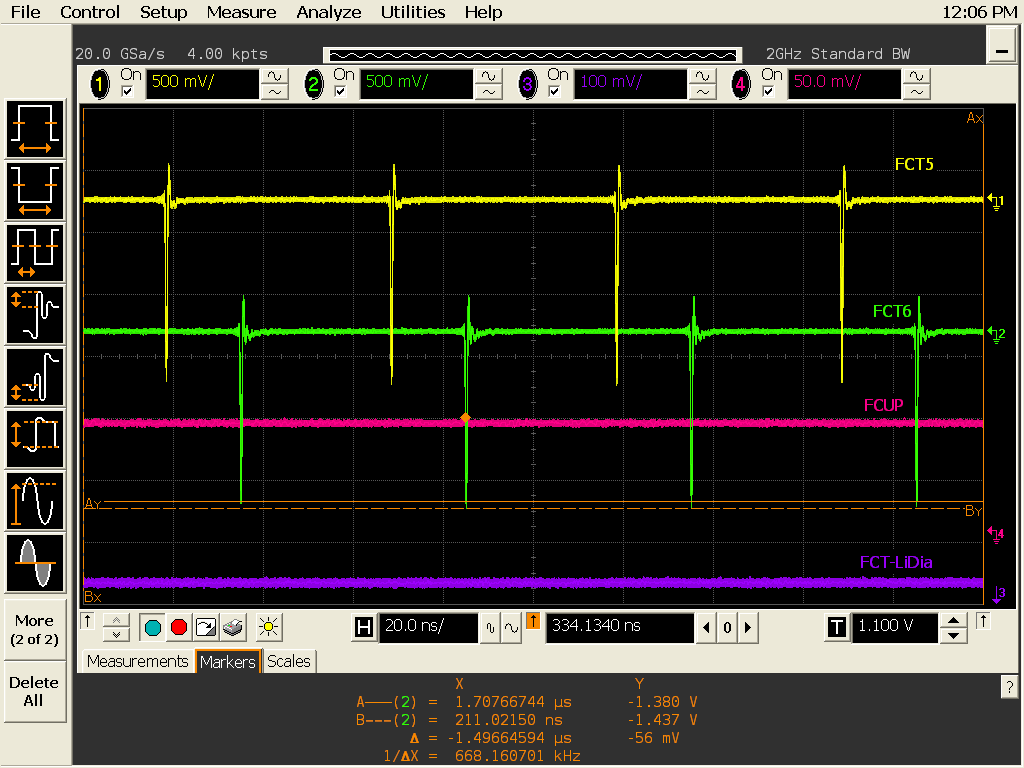 File Control Setup Measure Analyze Utilities Help 12:06 PM
20.0 GSa/s 4.00 kpts 2GHz Standard BW
1 On 500 mV/ 2 On 500 mV/ 3 On 100 mV/ 4 On 50.0 mV/
Ax
FCT5
1
FCT6
2
FCUP
Ay
By
4
FCT-LiDia
Bx
3
More
(2 of 2)
Delete
All
H 20.0 ns/ 334.1340 ns 0 T 1.100 V
Measurements Markers Scales
?
X Y
A———(2) = 1.70766744 µs -1.380 V
B---(2) = 211.02150 ns -1.437 V
Δ = -1.49664594 µs -56 mV
1/ΔX = 668.160701 kHz